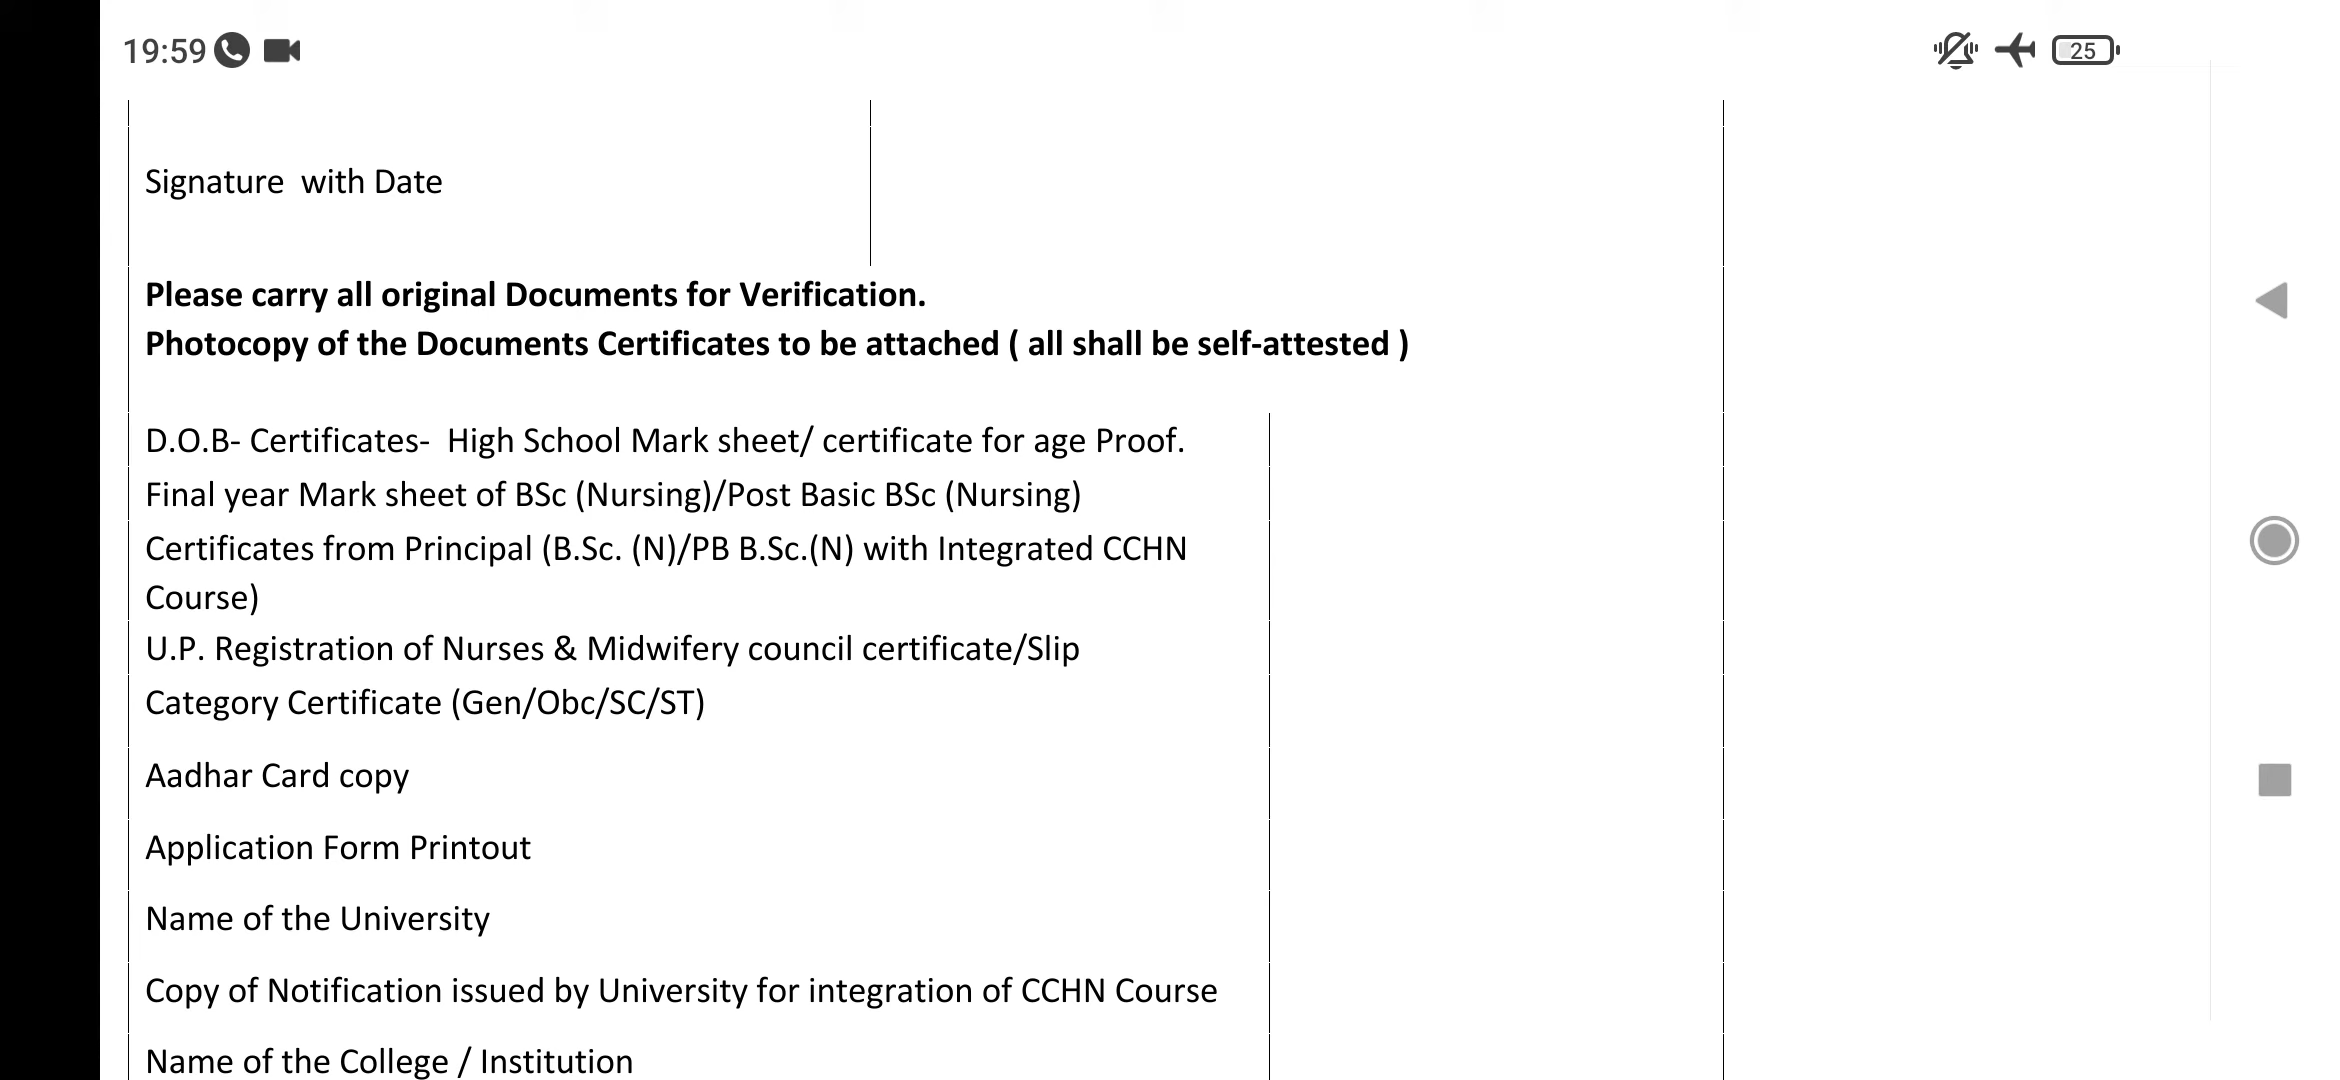 19:59
25
Signature  with Date
Please carry all original Documents for Verification.
Photocopy of the Documents Certificates to be attached ( all shall be self-attested )
D.O.B- Certificates-  High School Mark sheet/ certificate for age Proof.
Final year Mark sheet of BSc (Nursing)/Post Basic BSc (Nursing)
Certificates from Principal (B.Sc. (N)/PB B.Sc.(N) with Integrated CCHN
Course)
U.P. Registration of Nurses & Midwifery council certificate/Slip
Category Certificate (Gen/Obc/SC/ST)
Aadhar Card copy
Application Form Printout
Name of the University
Copy of Notification issued by University for integration of CCHN Course
Name of the College / Institution